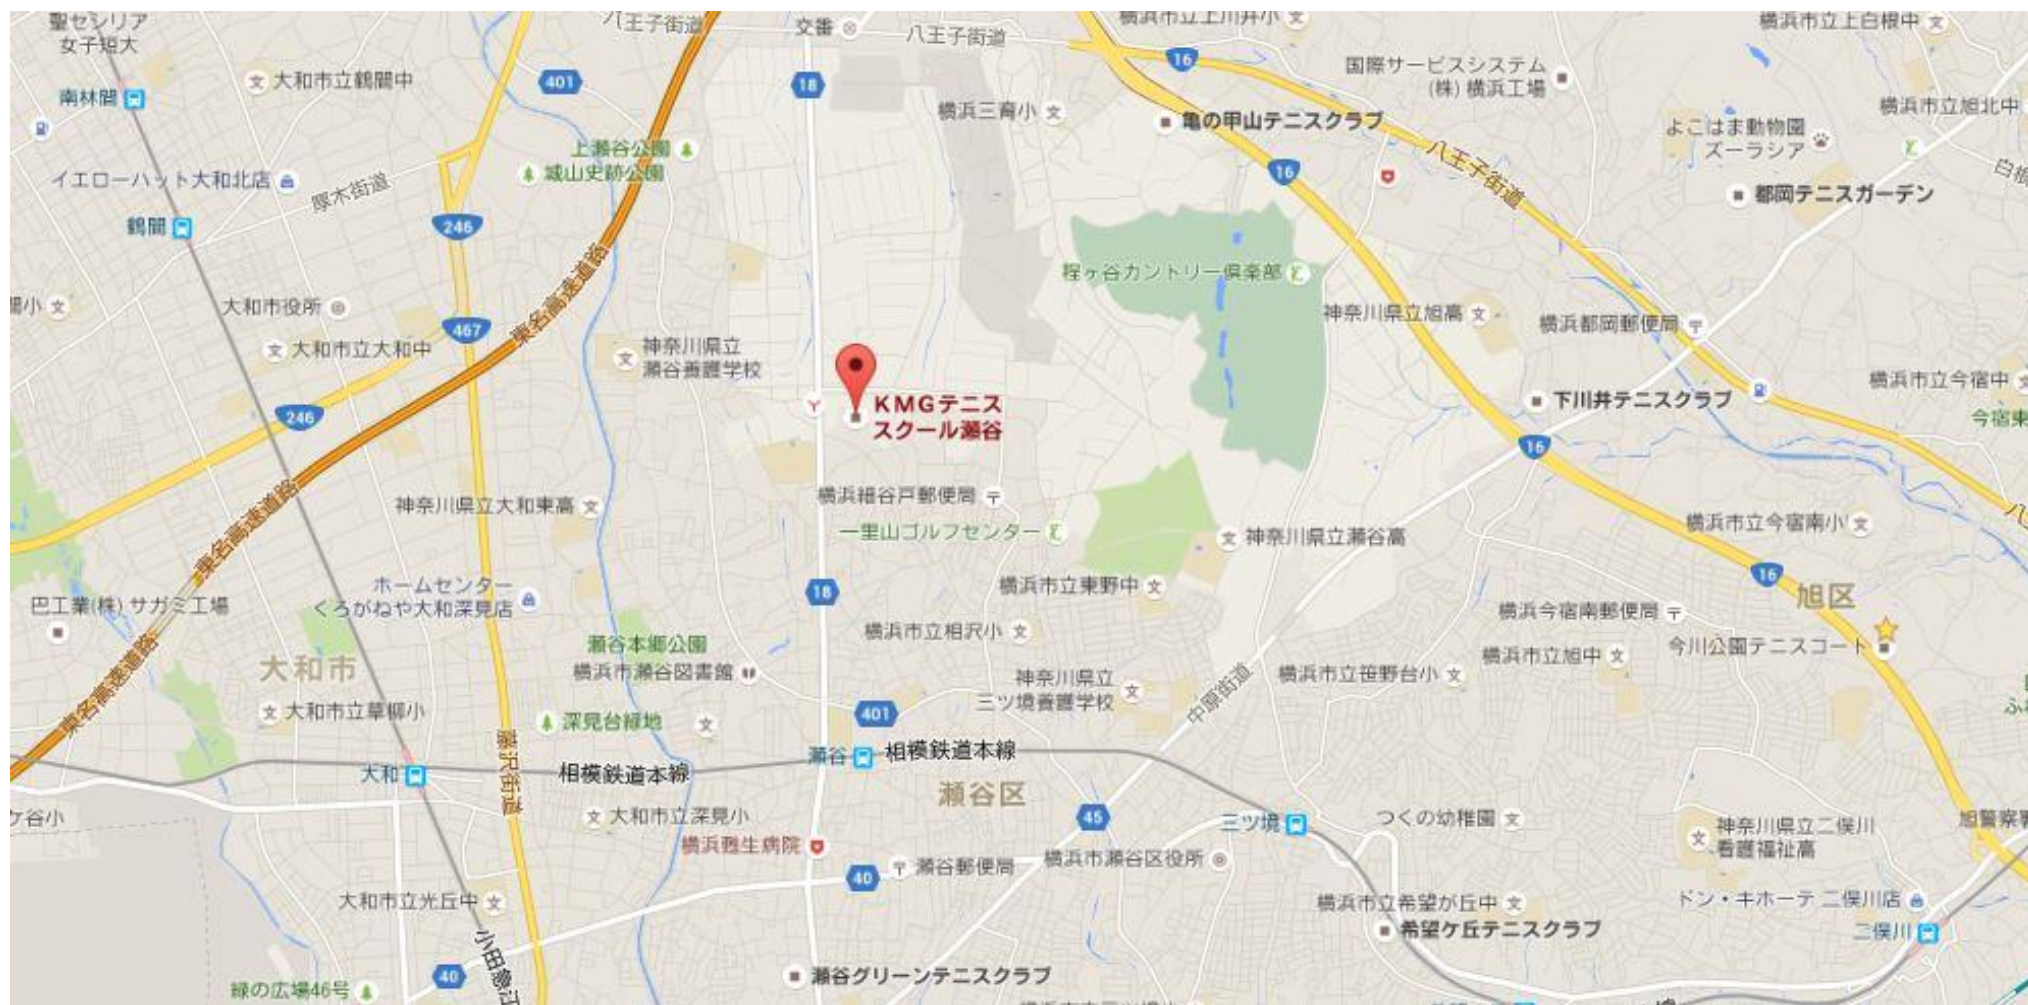 聖セシリア
女子短大
八王子街道
交番
八王子街道
横浜市立上川井小
横浜市立上白根中
16
大和市立鶴間中
401
18
国際サービスシステム
(株) 横浜工場
南林間
横浜三育小
亀の甲山テニスクラブ
横浜市立旭北中
よこはま動物園
ズーラシア
上瀬谷公園
城山史跡公園
八王子街道
16
イエローハット大和北店
厚木街道
都岡テニスガーデン
鶴間
246
東名高速道路
程ヶ谷カントリー倶楽部
大和市役所
467
神奈川県立旭高
横浜都岡郵便局
大和市立大和中
神奈川県立
瀬谷養護学校
横浜市立今宿中
246
KMGテニス
スクール瀬谷
下川井テニスクラブ
今宿東
16
東名高速道路
神奈川県立大和東高
横浜細谷戸郵便局
一里山ゴルフセンター
神奈川県立瀬谷高
横浜市立今宿南小
16
旭区
ホームセンター
くろがねや大和深見店
18
横浜市立東野中
巴工業(株) サガミ工場
横浜今宿南郵便局
東名高速道路
大和市
瀬谷本郷公園
横浜市瀬谷図書館
横浜市立相沢小
今川公園テニスコート
横浜市立旭中
神奈川県立
三ツ境養護学校
横浜市立笹野台小
中原街道
大和市立草柳小
深見台緑地
401
藤沢街道
瀬谷
相模鉄道本線
大和
相模鉄道本線
瀬谷区
大和市立深見小
45
三ツ境
つくの幼稚園
神奈川県立二俣川
看護福祉高
旭警察署
横浜甦生病院
瀬谷郵便局
横浜市瀬谷区役所
40
大和市立光丘中
横浜市立希望が丘中
希望ケ丘テニスクラブ
ドン・キホーテ 二俣川店
二俣川
小田急江
40
瀬谷グリーンテニスクラブ
緑の広場46号